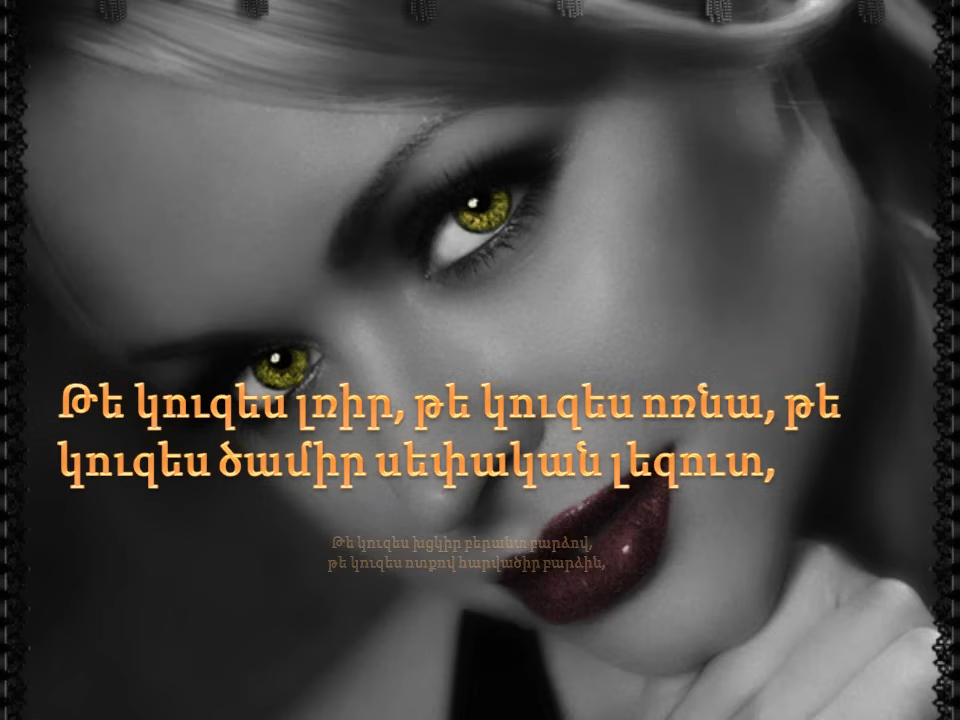 Թե կուզես լռիր, թե կուզես ոռնա, թե
կուզես ծամիր սեփական լեզուտ,
Թե կուզես խցկիր բերանտ բարձով,
թե կուզես ոտքով հարվածիր բարձին,